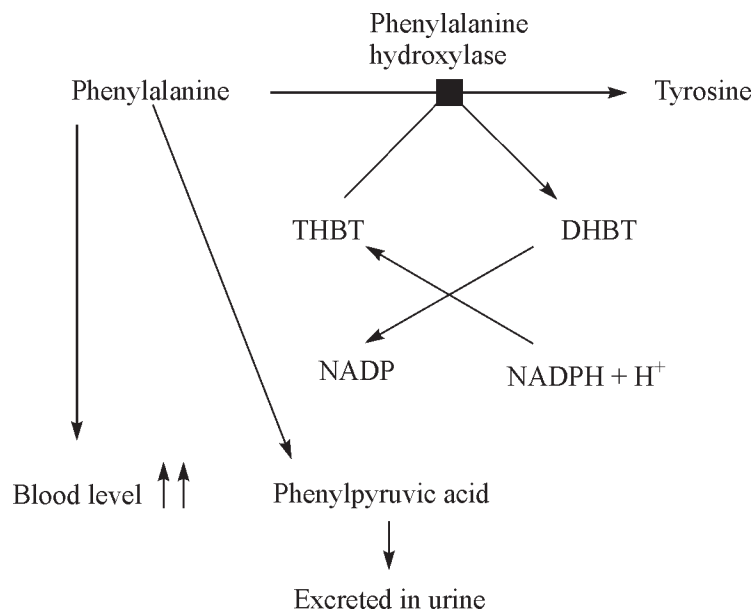 Phenylalanine
hydroxylase
Phenylalanine
Tyrosine
THBT
DHBT
NADP
NADPH + H⁺
Blood level
Phenylpyruvic acid
Excreted in urine